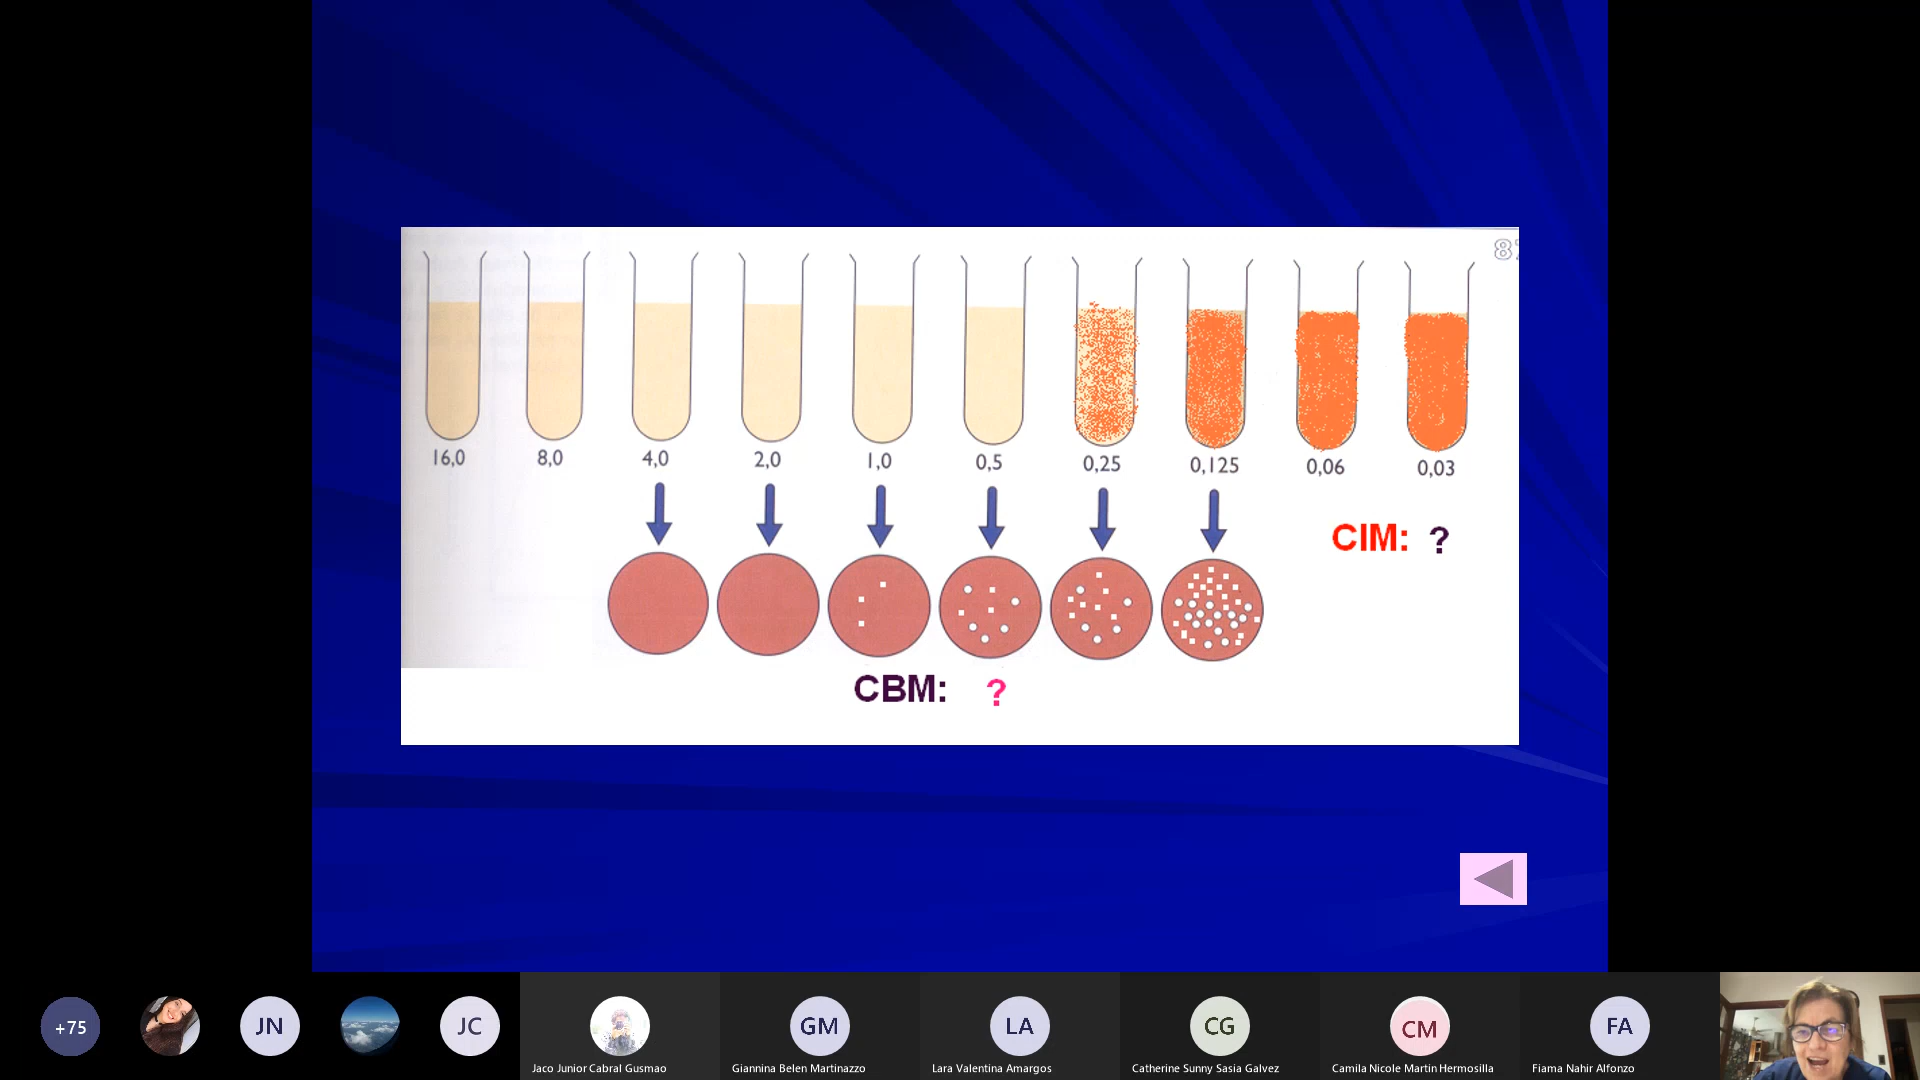 8
16,0 8,0 4,0 2,0 1,0 0,5 0,25 0,125 0,06 0,03
CIM: ?
CBM: ?
+75 JN JC GM LA CG CM FA
Jaco Junior Cabral Gusmao Giannina Belen Martinazzo Lara Valentina Amargos Catherine Sunny Sasia Galvez Camila Nicole Martin Hermosilla Fiama Nahir Alfonzo